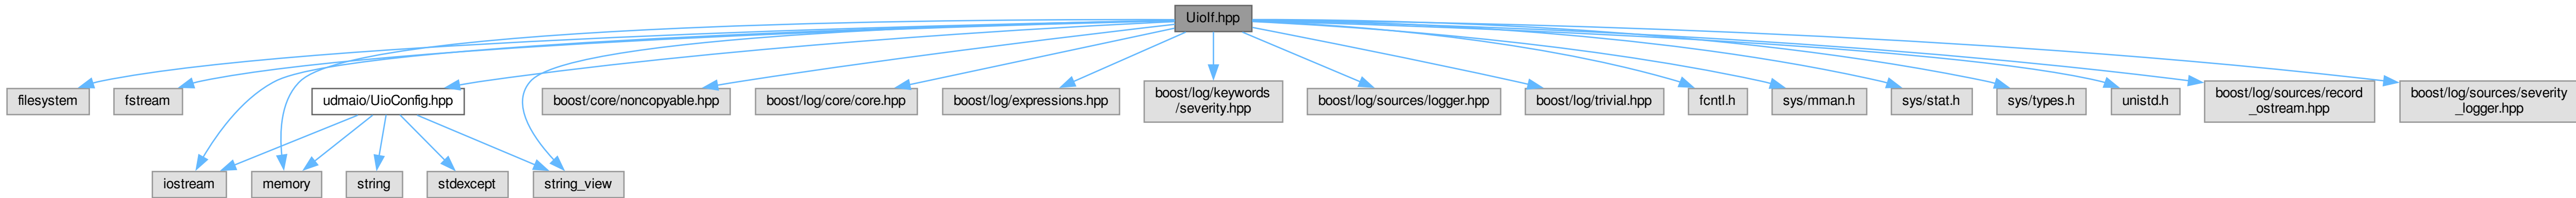 UioIf.hpp
filesystem
fstream
udmaio/UioConfig.hpp
boost/core/noncopyable.hpp
boost/log/core/core.hpp
boost/log/expressions.hpp
boost/log/keywords
/severity.hpp
boost/log/sources/logger.hpp
boost/log/trivial.hpp
fcntl.h
sys/mman.h
sys/stat.h
sys/types.h
unistd.h
boost/log/sources/record
_ostream.hpp
boost/log/sources/severity
_logger.hpp
iostream
memory
string
stdexcept
string_view